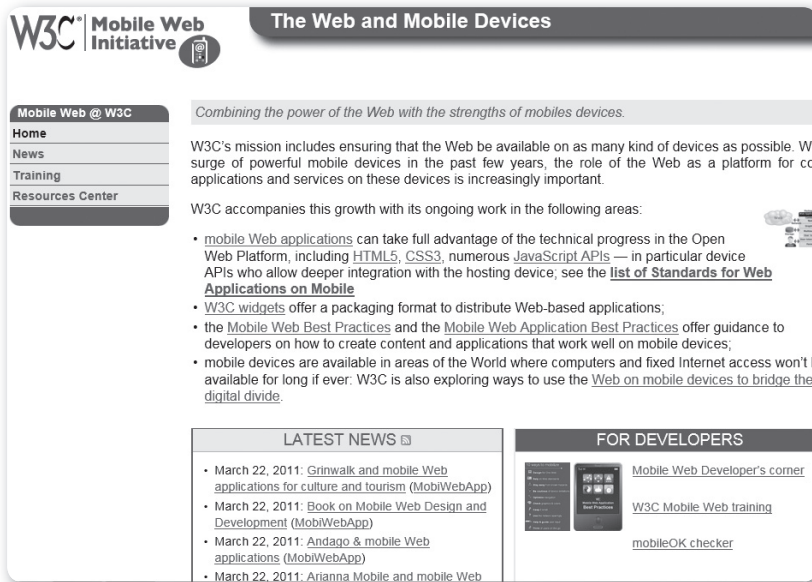 W3C® Mobile Web Initiative
The Web and Mobile Devices
Mobile Web @ W3C
Home
News
Training
Resources Center
Combining the power of the Web with the strengths of mobiles devices.
W3C's mission includes ensuring that the Web be available on as many kind of devices as possible. W
surge of powerful mobile devices in the past few years, the role of the Web as a platform for co
applications and services on these devices is increasingly important.
W3C accompanies this growth with its ongoing work in the following areas:
• mobile Web applications can take full advantage of the technical progress in the Open
Web Platform, including HTML5, CSS3, numerous JavaScript APIs — in particular device
APIs who allow deeper integration with the hosting device; see the list of Standards for Web
Applications on Mobile
• W3C widgets offer a packaging format to distribute Web-based applications;
• the Mobile Web Best Practices and the Mobile Web Application Best Practices offer guidance to
developers on how to create content and applications that work well on mobile devices;
• mobile devices are available in areas of the World where computers and fixed Internet access won't
available for long if ever: W3C is also exploring ways to use the Web on mobile devices to bridge the
digital divide.
LATEST NEWS
• March 22, 2011: Grinwalk and mobile Web
applications for culture and tourism (MobiWebApp)
• March 22, 2011: Book on Mobile Web Design and
Development (MobiWebApp)
• March 22, 2011: Andago & mobile Web
applications (MobiWebApp)
• March 22, 2011: Arianna Mobile and mobile Web
FOR DEVELOPERS
Best Practices
Mobile Web Developer's corner
W3C Mobile Web training
mobileOK checker